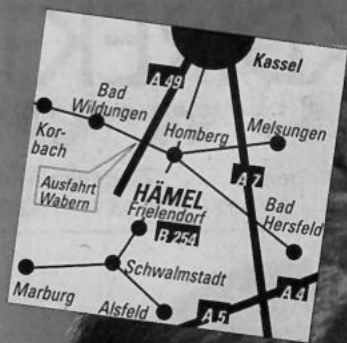 Kassel
A 49
Bad
Wildungen
Homberg
Melsungen
Kor-
bach
Ausfahrt
Wabern
A 7
HÄMEL
Frielendorf
B 254
Bad
Hersfeld
Schwalmstadt
Marburg
Alsfeld
A 5
A 4